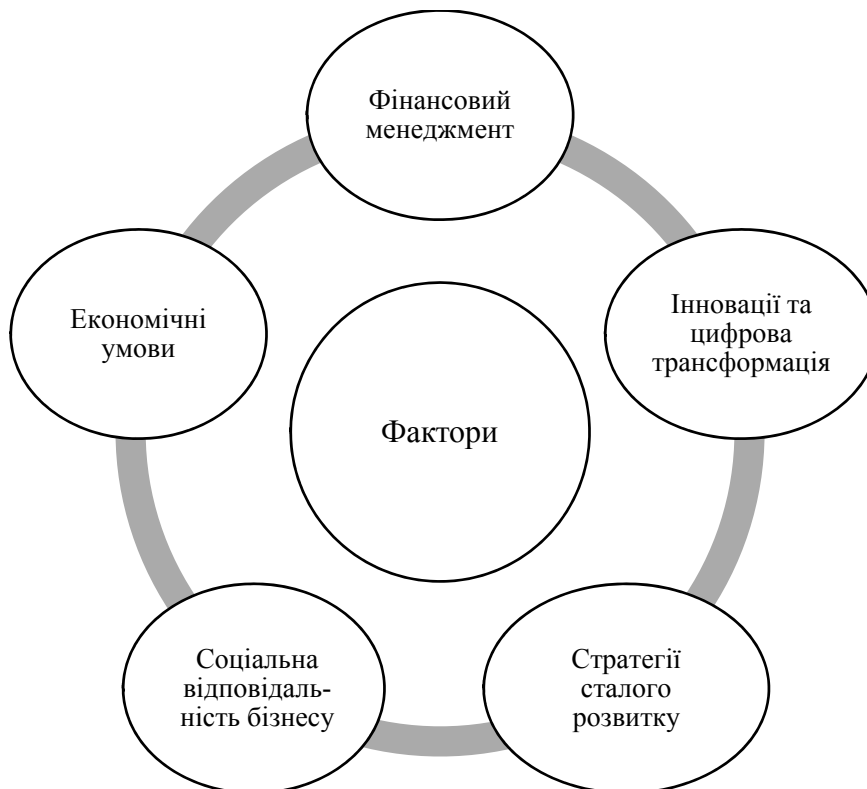 Фінансовий
менеджмент
Інновації та
цифрова
трансформація
Економічні
умови
Фактори
Соціальна
відповідаль-
ність бізнесу
Стратегії
сталого
розвитку